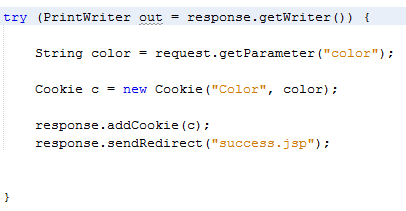 try (PrintWriter out = response.getWriter()) {
String color = request.getParameter("color");
Cookie c = new Cookie("Color", color);
response.addCookie(c);
response.sendRedirect("success.jsp");
}